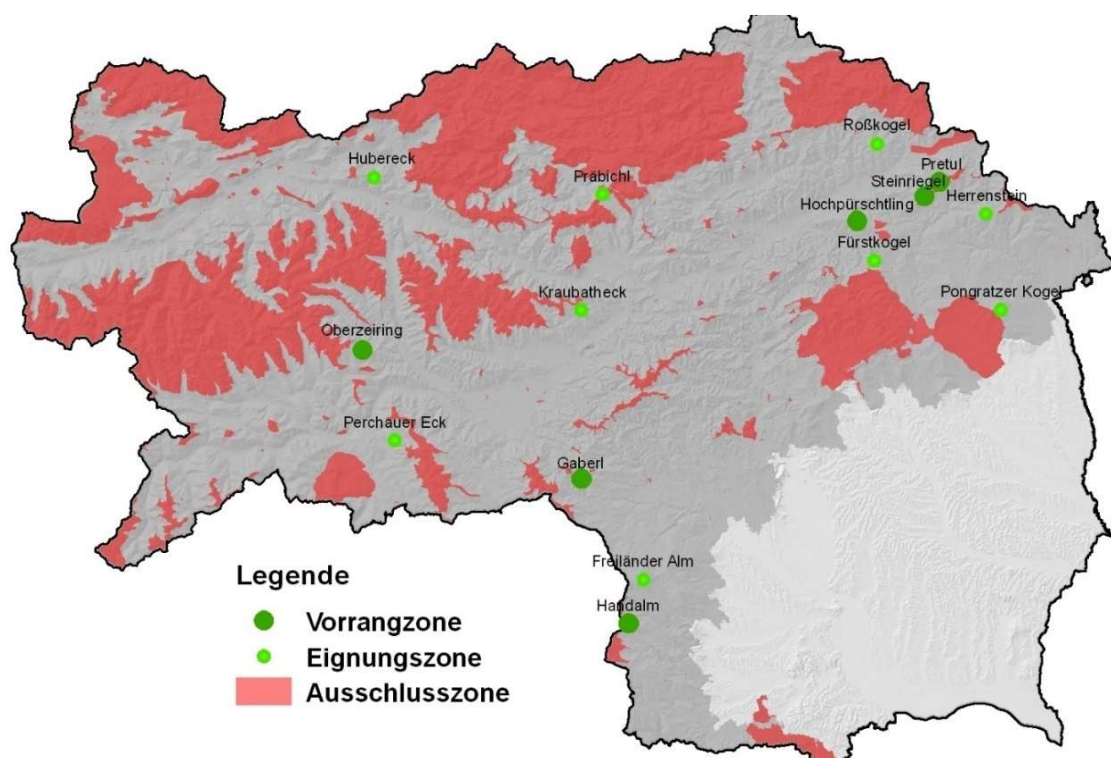 Roßkogel
Hubereck
Pretul
Präbichl
Steinriegel
Herrenstein
Hochpürschtling
Fürstkogel
Kraubatheck
Pongratzer Kogel
Oberzeiring
Perchauer Eck
Gaberl
Freiländer Alm
Handalm
Legende
Vorrangzone
Eignungszone
Ausschlusszone